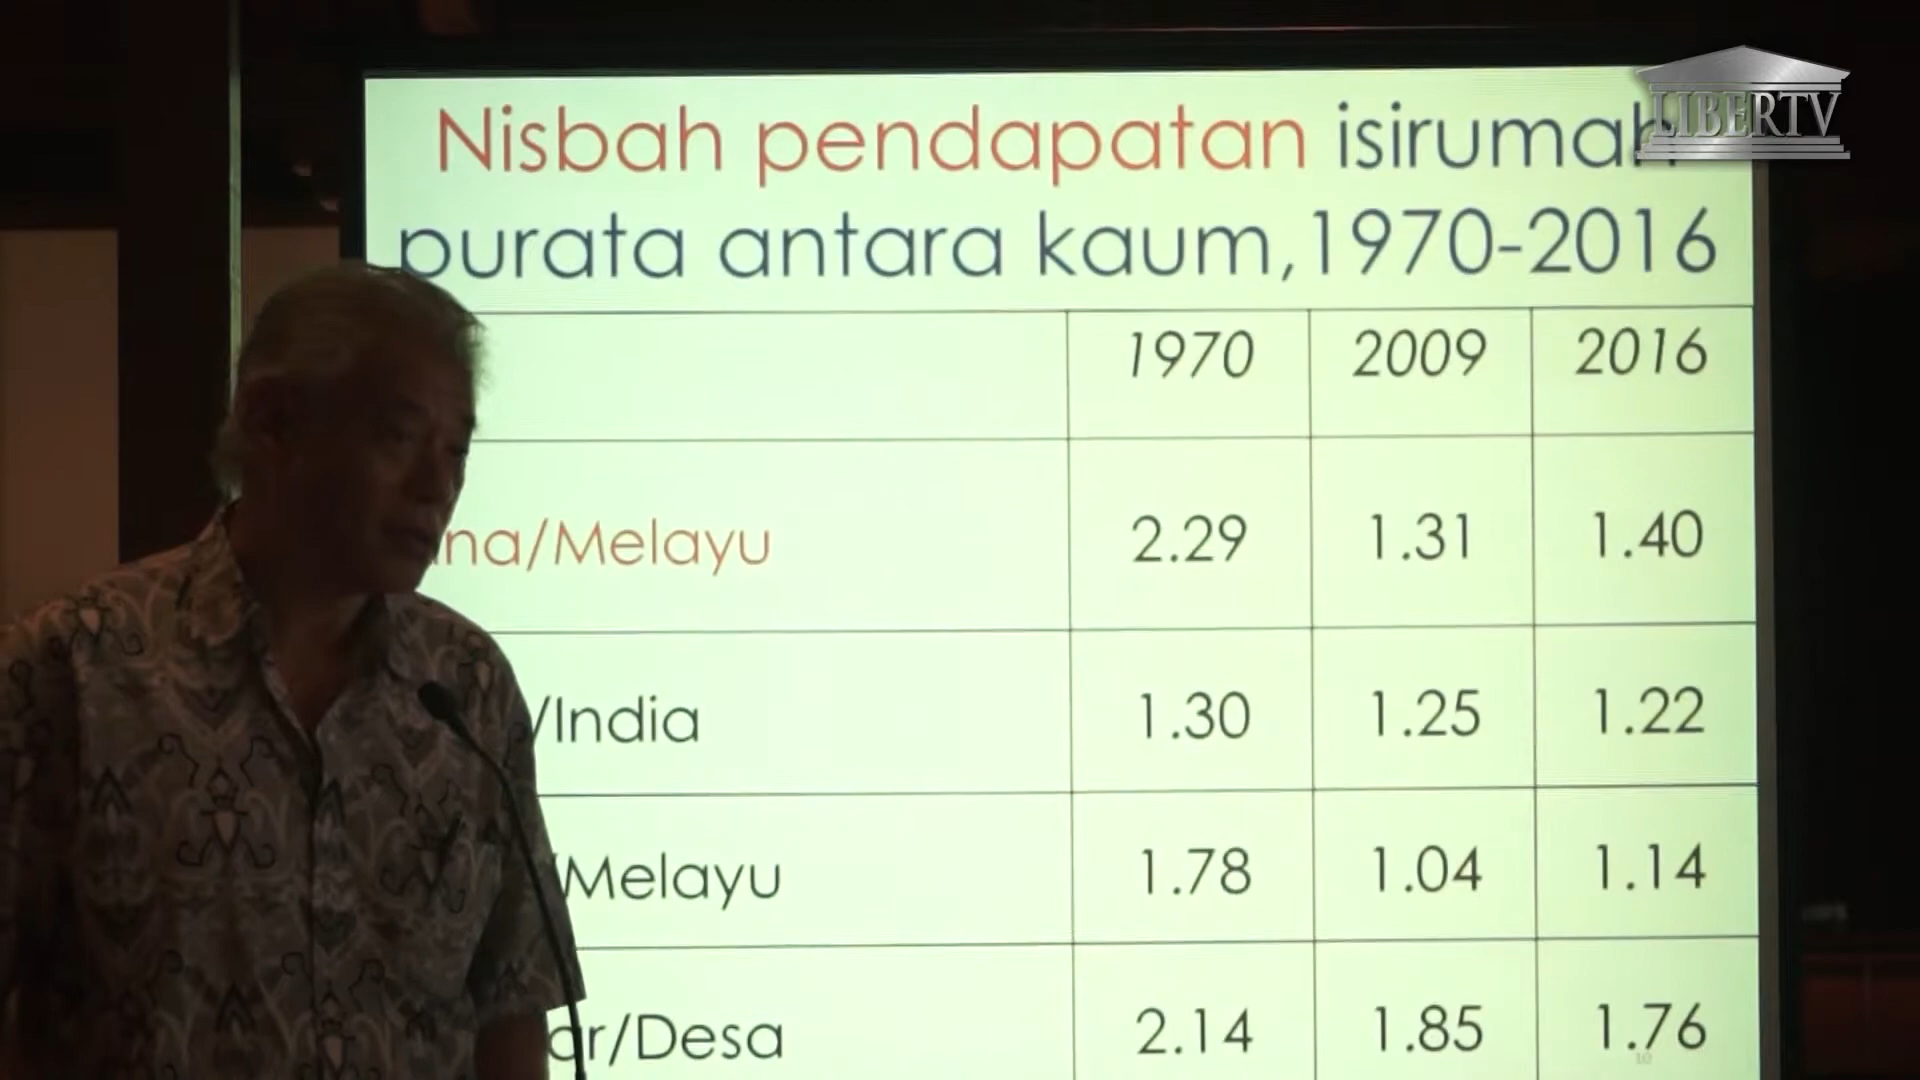 LIBERTV
Nisbah pendapatan isirumah
purata antara kaum,1970-2016
1970 2009 2016
na/Melayu 2.29 1.31 1.40
/India 1.30 1.25 1.22
/Melayu 1.78 1.04 1.14
ar/Desa 2.14 1.85 1.76
10